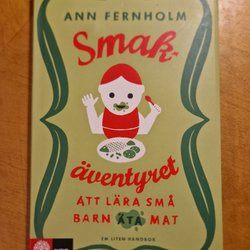 ANN FERNHOLM
Smak-
äventyret
ATT LÄRA SMÅ
BARN ÄTA MAT
EN LITEN HANDBOK